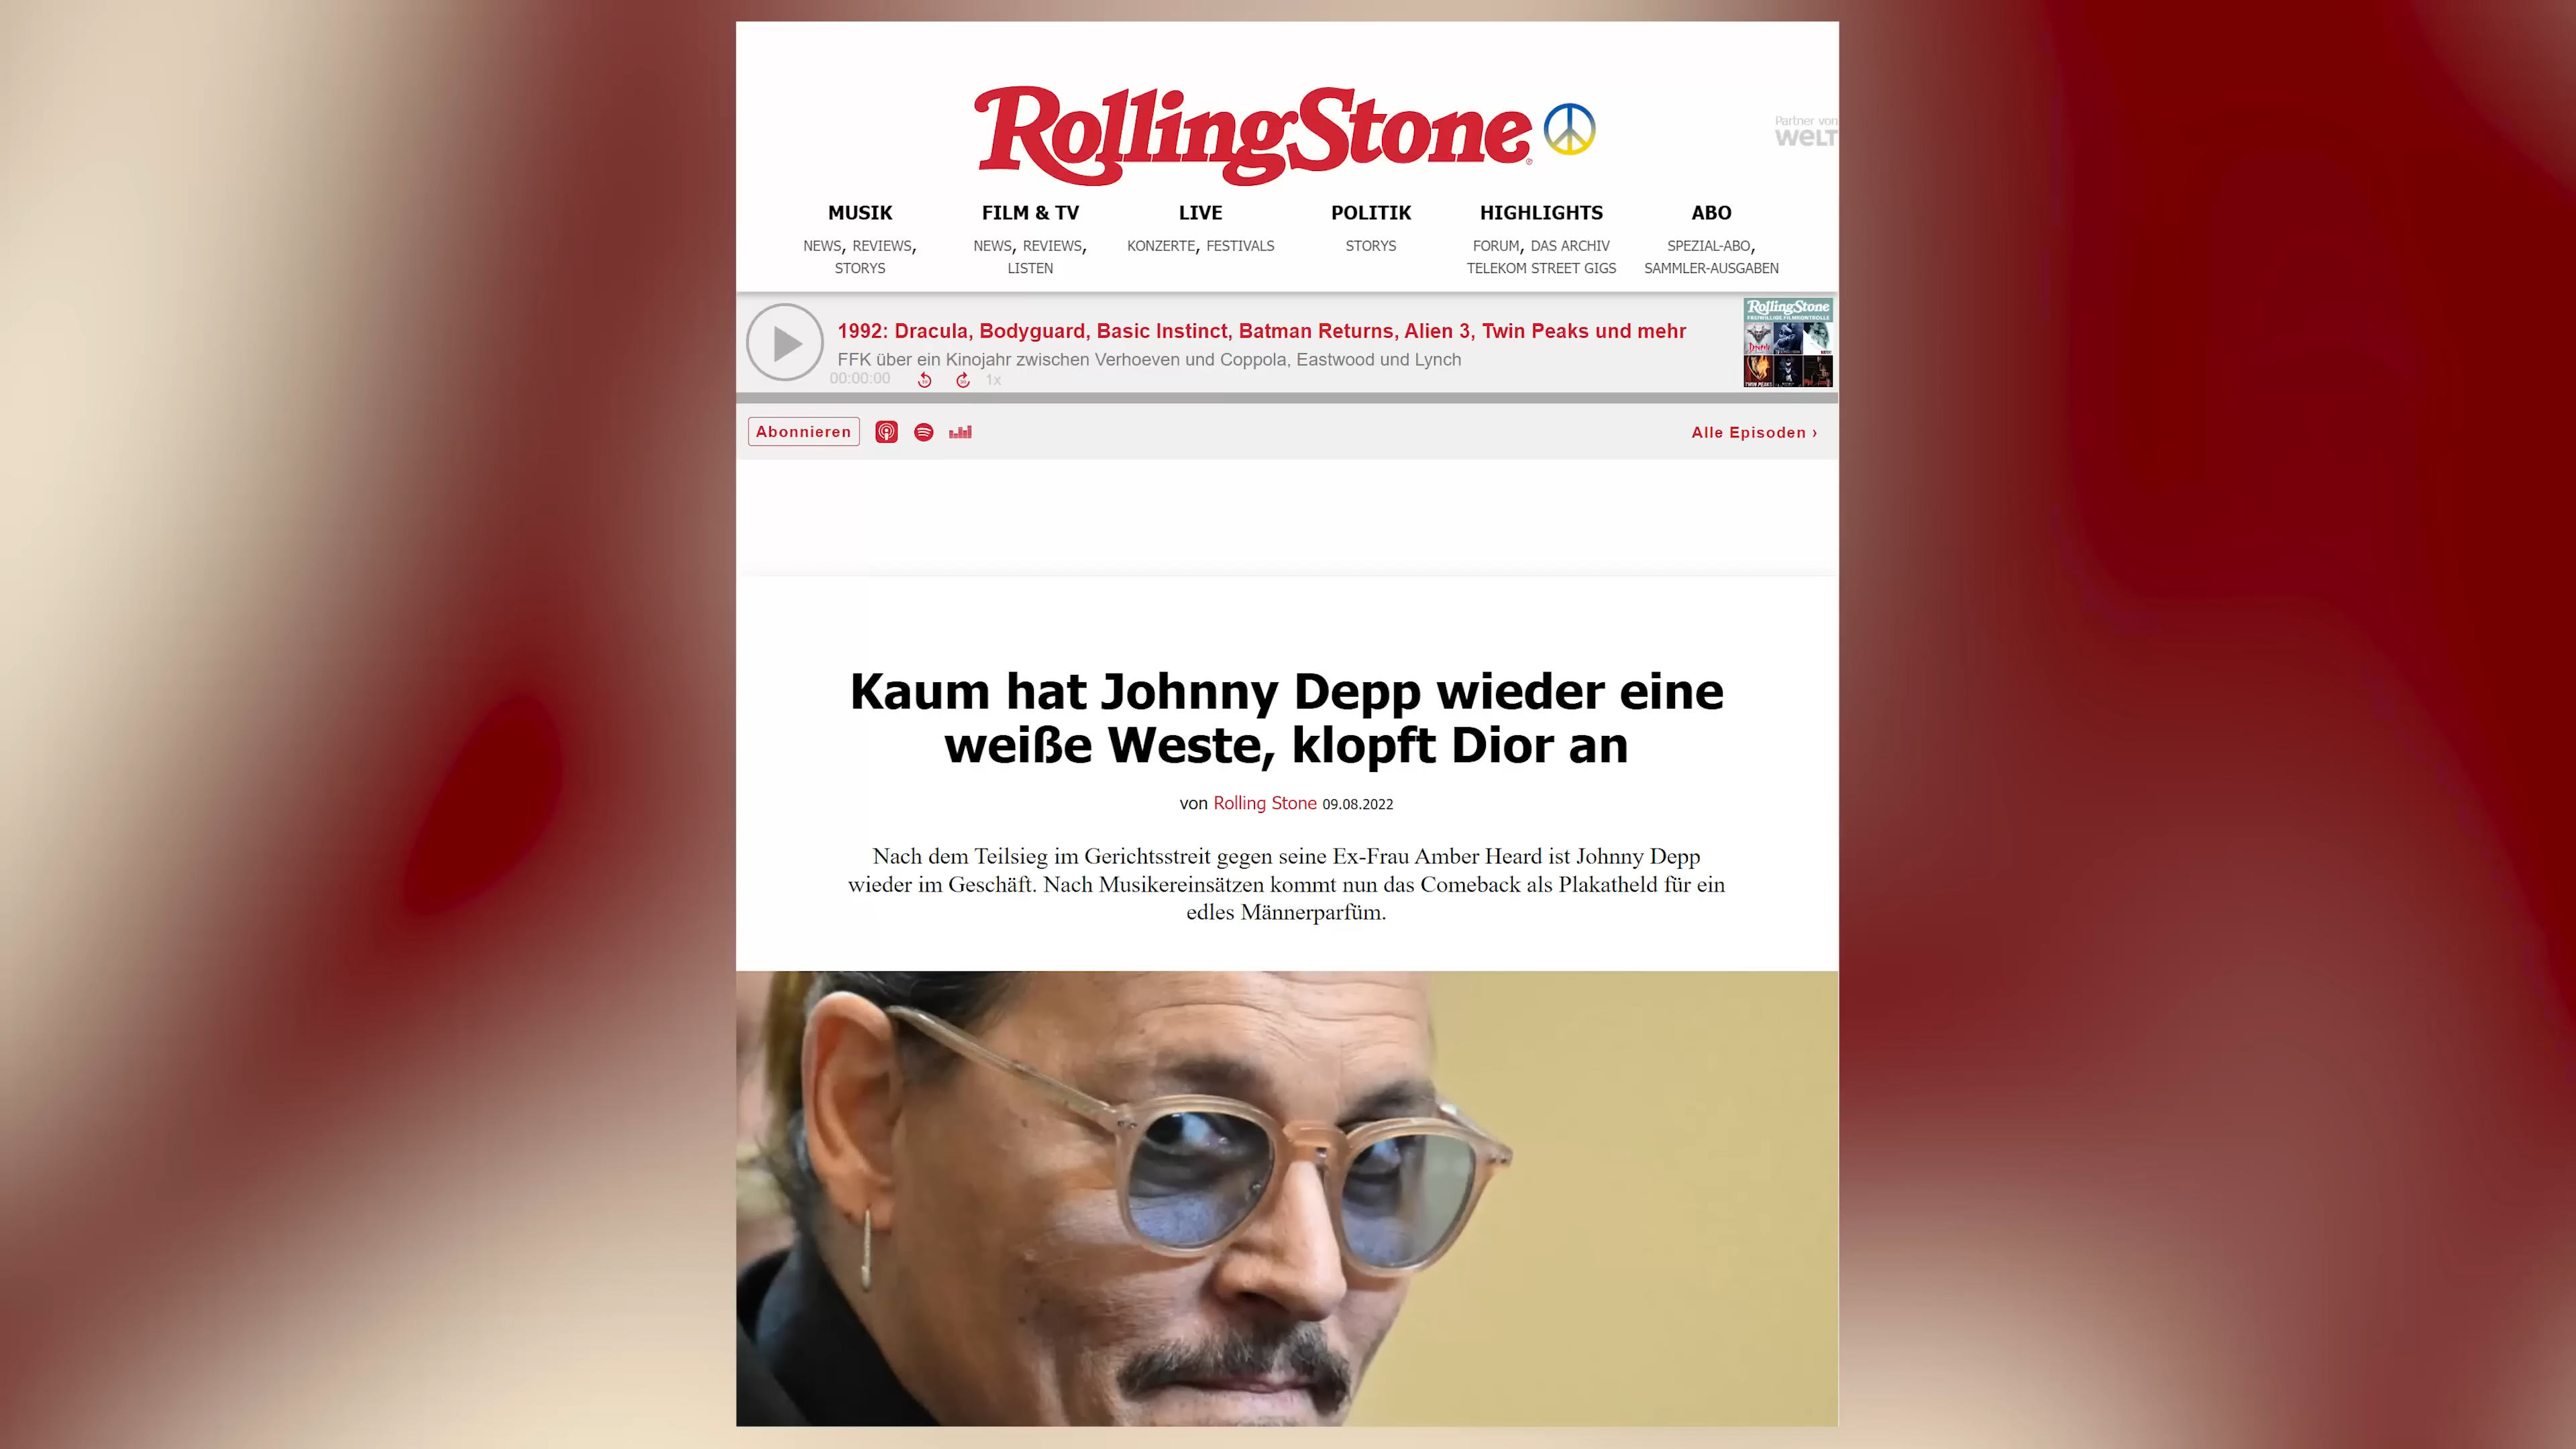 RollingStone
Partner von
WELT
MUSIK
NEWS, REVIEWS,
STORYS
FILM & TV
NEWS, REVIEWS,
LISTEN
LIVE
KONZERTE, FESTIVALS
POLITIK
STORYS
HIGHLIGHTS
FORUM, DAS ARCHIV
TELEKOM STREET GIGS
ABO
SPEZIAL-ABO,
SAMMLER-AUSGABEN
1992: Dracula, Bodyguard, Basic Instinct, Batman Returns, Alien 3, Twin Peaks und mehr
FFK über ein Kinojahr zwischen Verhoeven und Coppola, Eastwood und Lynch
00:00:00
1x
RollingStone
FREIWILLIGE FILMKONTROLLE
Dracula
TWIN PEAKS
Abonnieren
Alle Episoden ›
Kaum hat Johnny Depp wieder eine
weiße Weste, klopft Dior an
von Rolling Stone 09.08.2022
Nach dem Teilsieg im Gerichtsstreit gegen seine Ex-Frau Amber Heard ist Johnny Depp
wieder im Geschäft. Nach Musikereinsätzen kommt nun das Comeback als Plakatheld für ein
edles Männerparfüm.